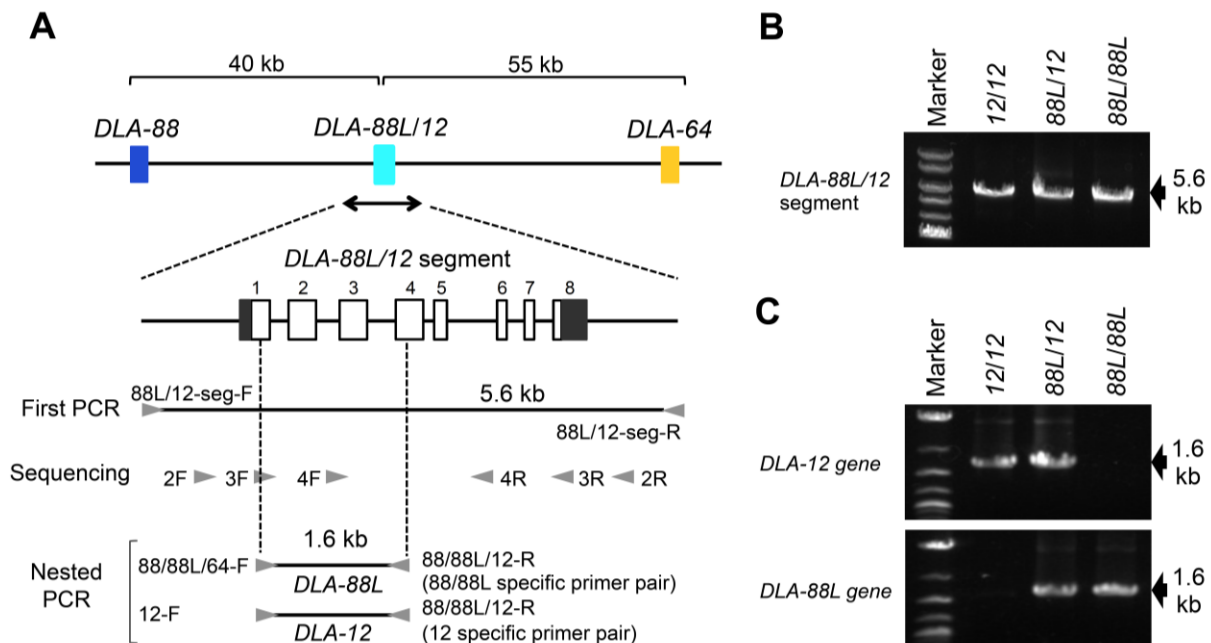 A
40 kb
55 kb
DLA-88
DLA-88L/12
DLA-64
DLA-88L/12 segment
1 2 3 4 5 6 7 8
88L/12-seg-F
5.6 kb
First PCR
88L/12-seg-R
Sequencing
2F 3F 4F 4R 3R 2R
1.6 kb
Nested
PCR
88/88L/64-F
DLA-88L
88/88L/12-R
(88/88L specific primer pair)
12-F
DLA-12
88/88L/12-R
(12 specific primer pair)
B
Marker
12/12
88L/12
88L/88L
DLA-88L/12
segment
5.6
kb
C
Marker
12/12
88L/12
88L/88L
DLA-12 gene
1.6
kb
DLA-88L gene
1.6
kb